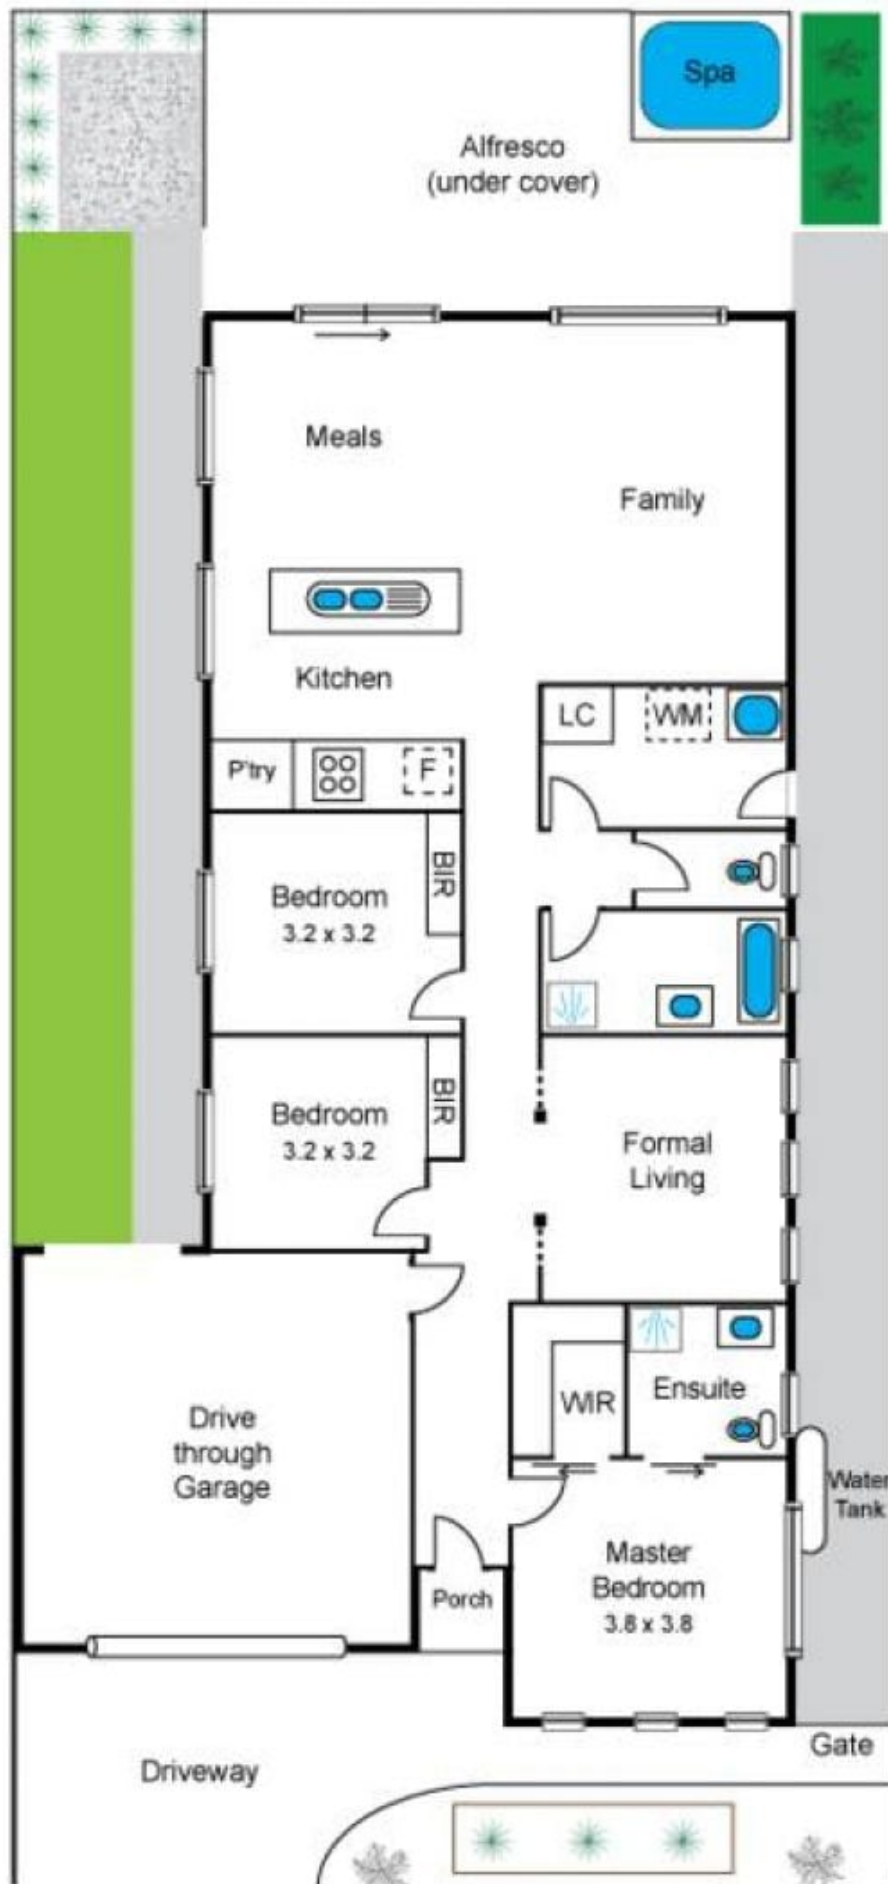 Spa
Alfresco
(under cover)
Meals
Family
Kitchen
LC
WM
P'try
F
BIR
Bedroom
3.2 x 3.2
BIR
Bedroom
3.2 x 3.2
Formal
Living
WIR
Ensuite
Drive
through
Garage
Water
Tank
Master
Bedroom
3.8 x 3.8
Porch
Gate
Driveway